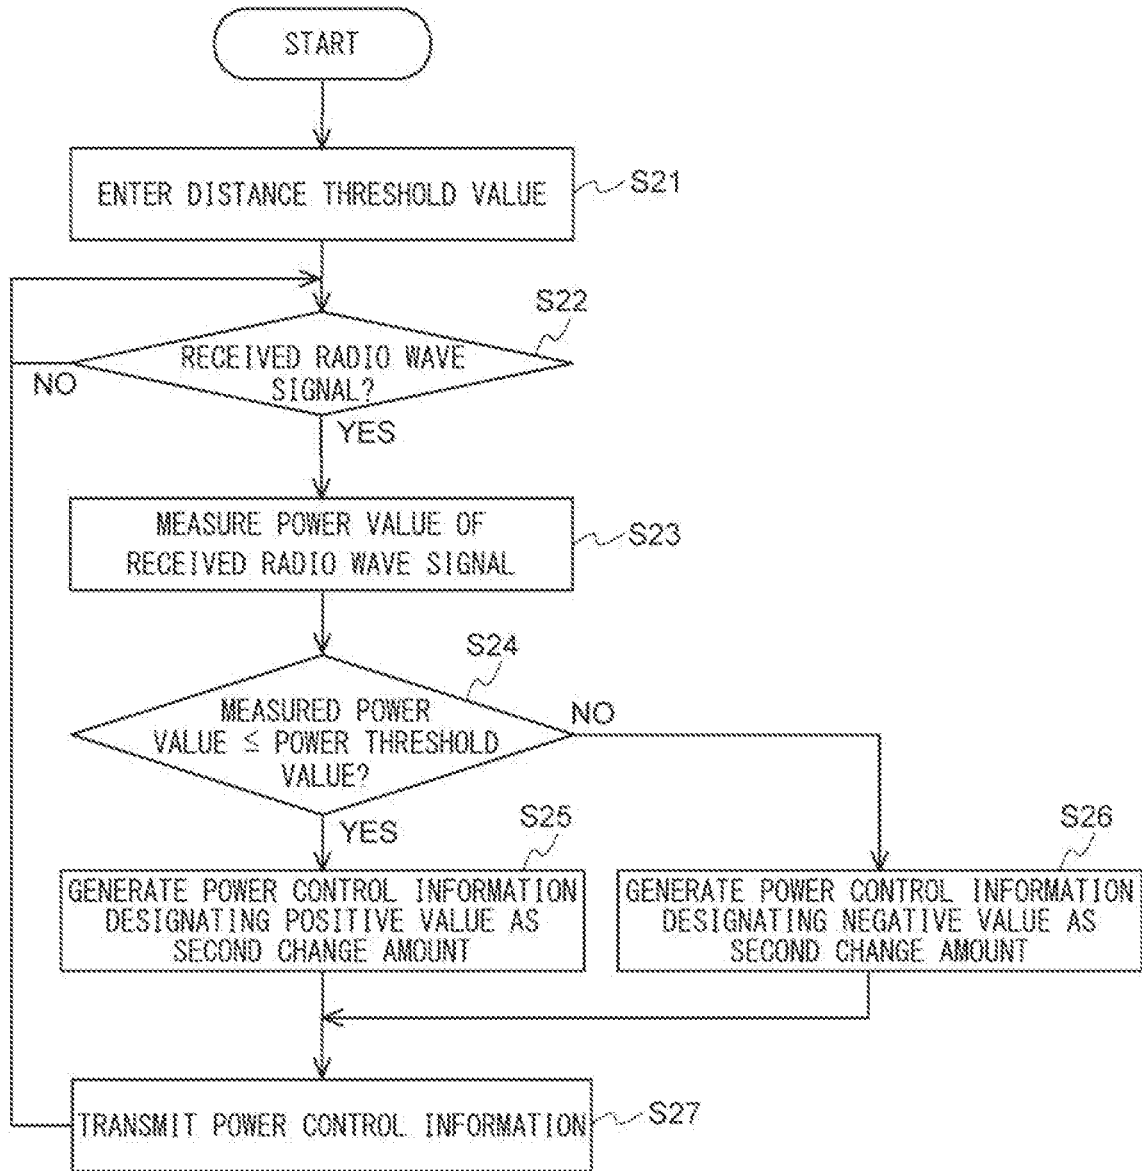 START
ENTER DISTANCE THRESHOLD VALUE
S21
S22
RECEIVED RADIO WAVE
SIGNAL?
NO
YES
MEASURE POWER VALUE OF
RECEIVED RADIO WAVE SIGNAL
S23
S24
MEASURED POWER
VALUE ≤ POWER THRESHOLD
VALUE?
NO
YES
S25
GENERATE POWER CONTROL INFORMATION
DESIGNATING POSITIVE VALUE AS
SECOND CHANGE AMOUNT
S26
GENERATE POWER CONTROL INFORMATION
DESIGNATING NEGATIVE VALUE AS
SECOND CHANGE AMOUNT
TRANSMIT POWER CONTROL INFORMATION
S27